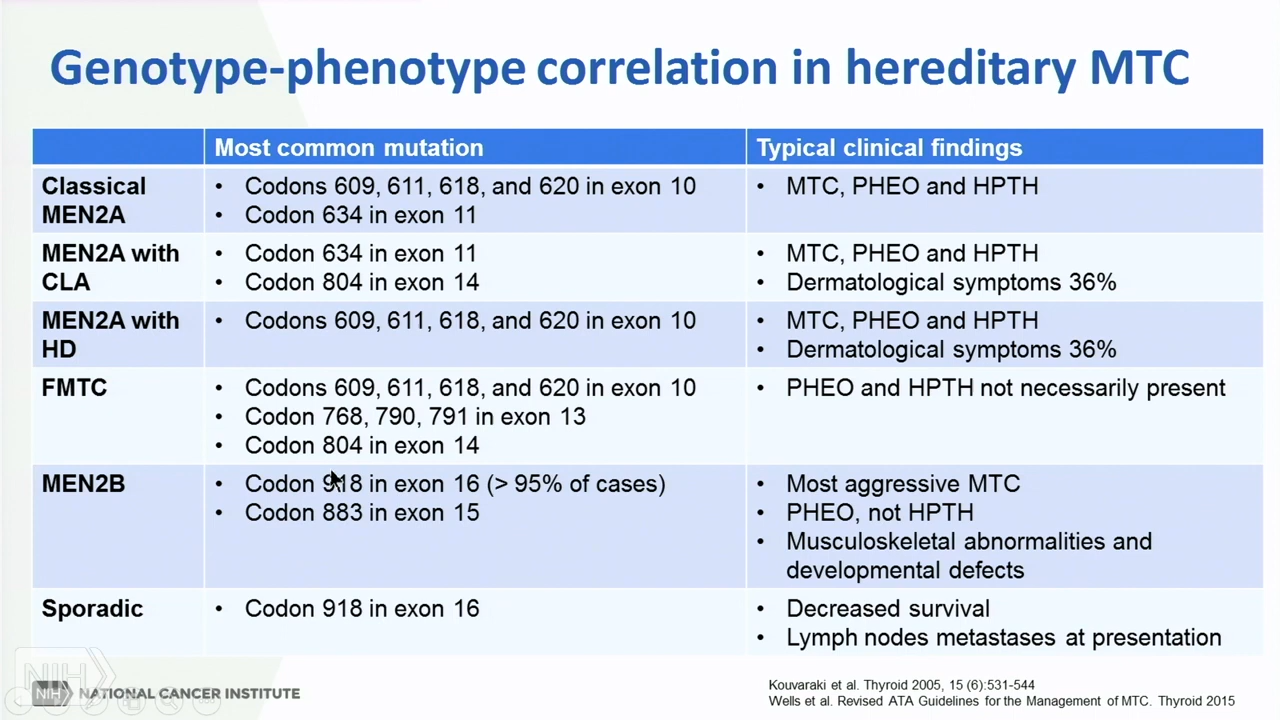 Genotype-phenotype correlation in hereditary MTC
Most common mutation
Typical clinical findings
Classical MEN2A
• Codons 609, 611, 618, and 620 in exon 10
• Codon 634 in exon 11
• MTC, PHEO and HPTH
MEN2A with CLA
• Codon 634 in exon 11
• Codon 804 in exon 14
• MTC, PHEO and HPTH
• Dermatological symptoms 36%
MEN2A with HD
• Codons 609, 611, 618, and 620 in exon 10
• MTC, PHEO and HPTH
• Dermatological symptoms 36%
FMTC
• Codons 609, 611, 618, and 620 in exon 10
• Codon 768, 790, 791 in exon 13
• Codon 804 in exon 14
• PHEO and HPTH not necessarily present
MEN2B
• Codon 918 in exon 16 (> 95% of cases)
• Codon 883 in exon 15
• Most aggressive MTC
• PHEO, not HPTH
• Musculoskeletal abnormalities and
developmental defects
Sporadic
• Codon 918 in exon 16
• Decreased survival
• Lymph nodes metastases at presentation
NIH
NIH NATIONAL CANCER INSTITUTE
Kouvaraki et al. Thyroid 2005, 15 (6):531-544
Wells et al. Revised ATA Guidelines for the Management of MTC. Thyroid 2015